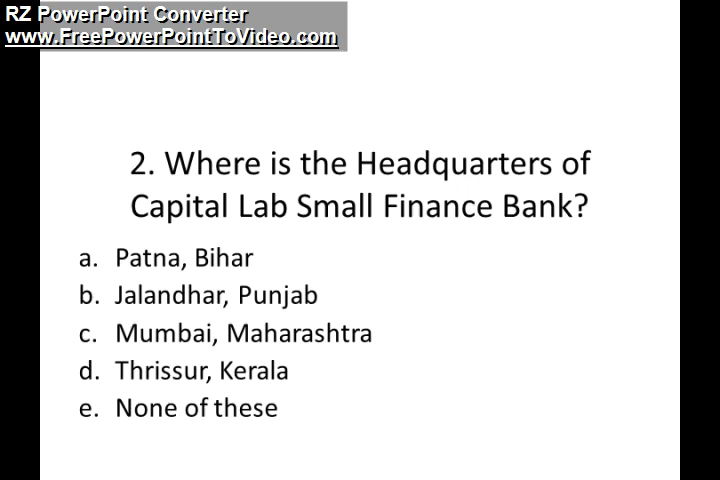 RZ PowerPoint Converter
www.FreePowerPointToVideo.com
2. Where is the Headquarters of
Capital Lab Small Finance Bank?
a. Patna, Bihar
b. Jalandhar, Punjab
c. Mumbai, Maharashtra
d. Thrissur, Kerala
e. None of these